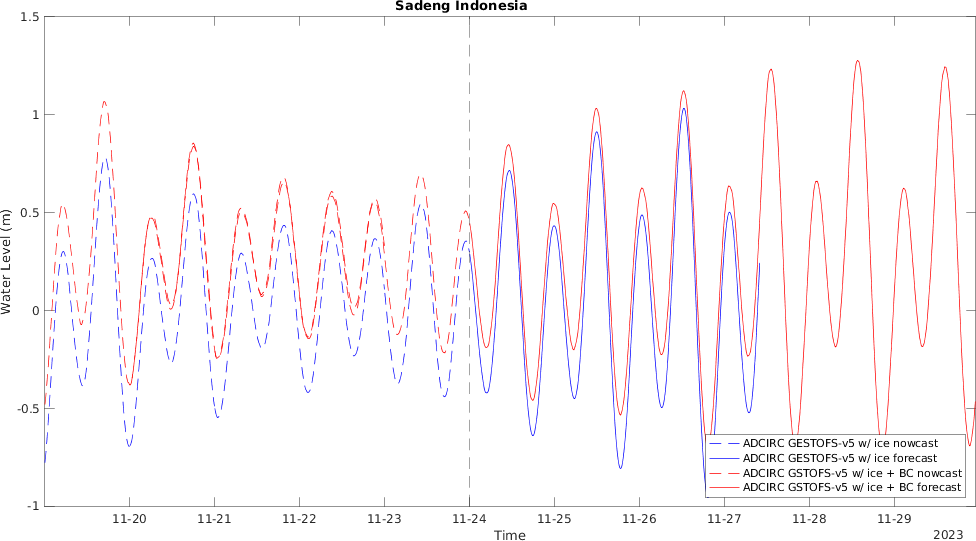 Sadeng Indonesia
1.5
1
0.5
0
-0.5
-1
Water Level (m)
ADCIRC GESTOFS-v5 w/ ice nowcast
ADCIRC GESTOFS-v5 w/ ice forecast
ADCIRC GSTOFS-v5 w/ ice + BC nowcast
ADCIRC GSTOFS-v5 w/ ice + BC forecast
11-20 11-21 11-22 11-23 11-24 11-25 11-26 11-27 11-28 11-29
Time
2023